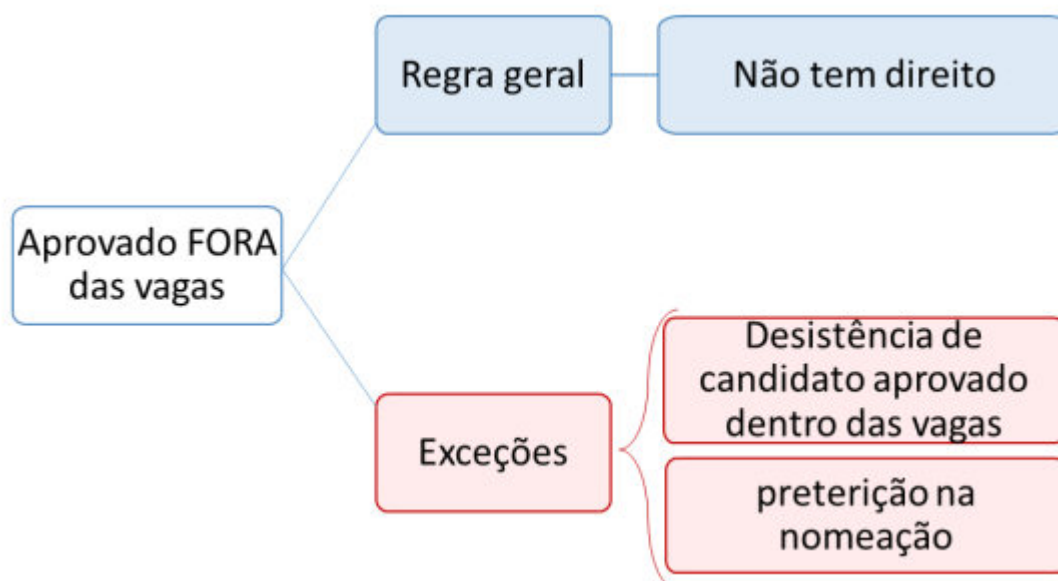 Regra geral
Não tem direito
Aprovado FORA
das vagas
Exceções
Desistência de
candidato aprovado
dentro das vagas
preterição na
nomeação